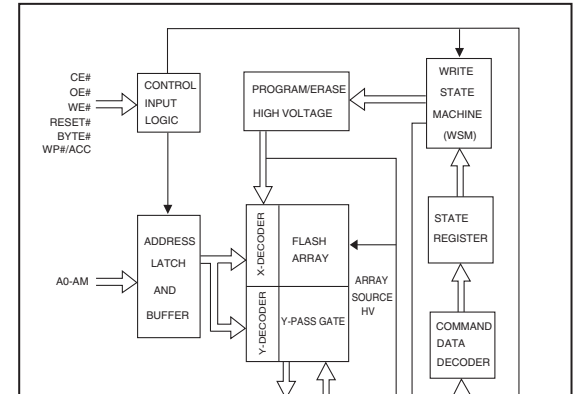 CE#
OE#
WE#
RESET#
BYTE#
WP#/ACC
CONTROL
INPUT
LOGIC
PROGRAM/ERASE
HIGH VOLTAGE
WRITE
STATE
MACHINE
(WSM)
STATE
REGISTER
A0-AM
ADDRESS
LATCH
AND
BUFFER
X-DECODER
FLASH
ARRAY
Y-DECODER
Y-PASS GATE
ARRAY
SOURCE
HV
COMMAND
DATA
DECODER